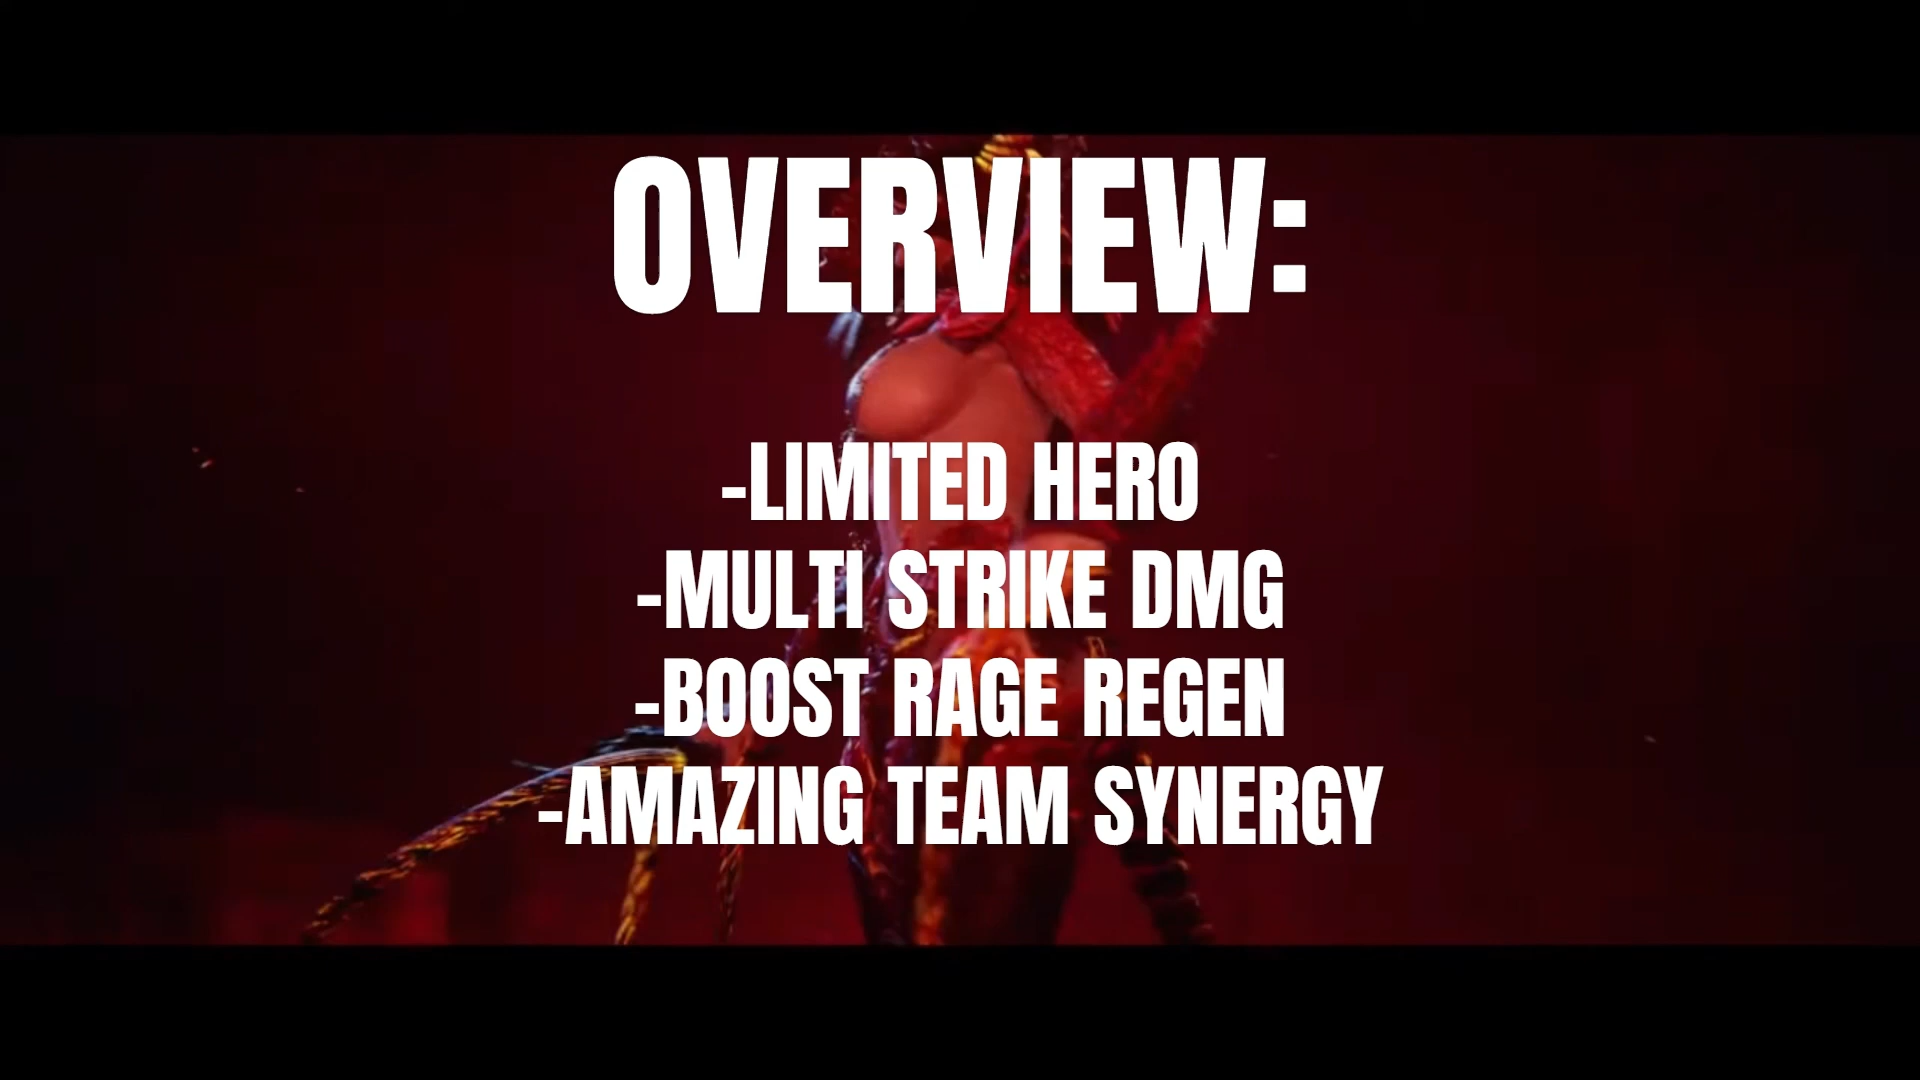 OVERVIEW:
-LIMITED HERO
-MULTI STRIKE DMG
-BOOST RAGE REGEN
-AMAZING TEAM SYNERGY